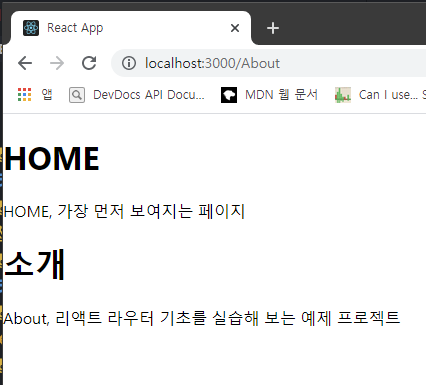 React App
localhost:3000/About
앱 DevDocs API Docu... MDN 웹 문서 Can I use... S
HOME
HOME, 가장 먼저 보여지는 페이지
소개
About, 리액트 라우터 기초를 실습해 보는 예제 프로젝트